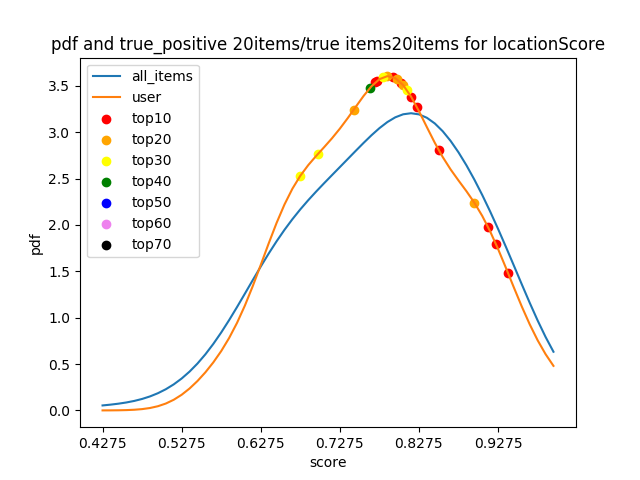 pdf and true_positive 20items/true items20items for locationScore
all_items
user
top10
top20
top30
top40
top50
top60
top70
pdf
3.5
3.0
2.5
2.0
1.5
1.0
0.5
0.0
0.4275 0.5275 0.6275 0.7275 0.8275 0.9275
score